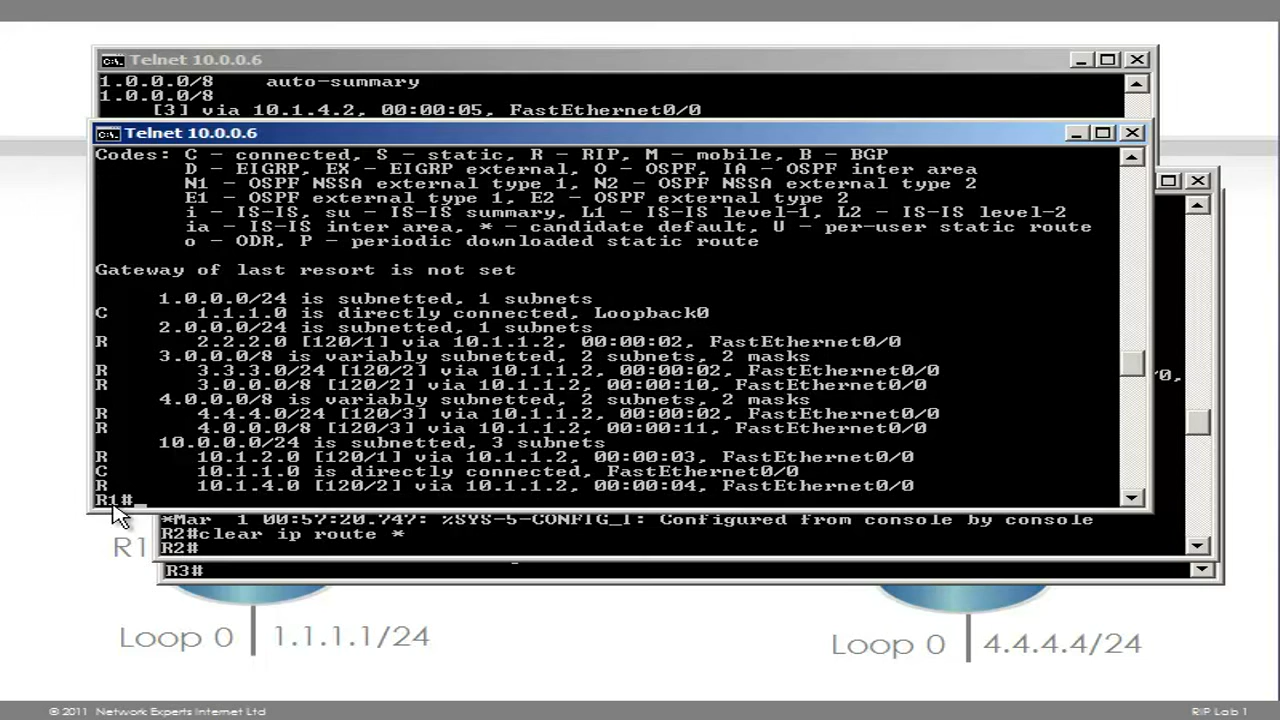 Telnet 10.0.0.6
1.0.0.0/8    auto-summary
1.0.0.0/8
[3] via 10.1.4.2, 00:00:05, FastEthernet0/0
Telnet 10.0.0.6
Codes: C - connected, S - static, R - RIP, M - mobile, B - BGP
D - EIGRP, EX - EIGRP external, O - OSPF, IA - OSPF inter area
N1 - OSPF NSSA external type 1, N2 - OSPF NSSA external type 2
E1 - OSPF external type 1, E2 - OSPF external type 2
i - IS-IS, su - IS-IS summary, L1 - IS-IS level-1, L2 - IS-IS level-2
ia - IS-IS inter area, * - candidate default, U - per-user static route
o - ODR, P - periodic downloaded static route
Gateway of last resort is not set
1.0.0.0/24 is subnetted, 1 subnets
C       1.1.1.0 is directly connected, Loopback0
2.0.0.0/24 is subnetted, 1 subnets
R       2.2.2.0 [120/1] via 10.1.1.2, 00:00:02, FastEthernet0/0
3.0.0.0/8 is variably subnetted, 2 subnets, 2 masks
R       3.3.3.0/24 [120/2] via 10.1.1.2, 00:00:02, FastEthernet0/0
R       3.0.0.0/8 [120/2] via 10.1.1.2, 00:00:10, FastEthernet0/0
4.0.0.0/8 is variably subnetted, 2 subnets, 2 masks
R       4.4.4.0/24 [120/3] via 10.1.1.2, 00:00:02, FastEthernet0/0
R       4.0.0.0/8 [120/3] via 10.1.1.2, 00:00:11, FastEthernet0/0
10.0.0.0/24 is subnetted, 3 subnets
R       10.1.2.0 [120/1] via 10.1.1.2, 00:00:03, FastEthernet0/0
C       10.1.1.0 is directly connected, FastEthernet0/0
R       10.1.4.0 [120/2] via 10.1.1.2, 00:00:04, FastEthernet0/0
R1#
*Mar  1 00:57:20.747: %SYS-5-CONFIG_I: Configured from console by console
R2#clear ip route *
R2#
R3#
R1
Loop 0 1.1.1.1/24
Loop 0 4.4.4.4/24
© 2011 Network Experts Internet Ltd
RIP Lab 1